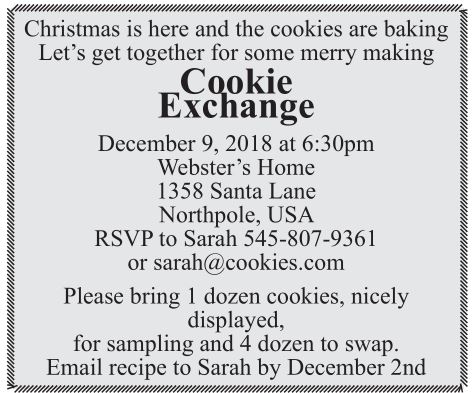 Christmas is here and the cookies are baking
Let's get together for some merry making
Cookie
Exchange
December 9, 2018 at 6:30pm
Webster's Home
1358 Santa Lane
Northpole, USA
RSVP to Sarah 545-807-9361
or sarah@cookies.com
Please bring 1 dozen cookies, nicely
displayed,
for sampling and 4 dozen to swap.
Email recipe to Sarah by December 2nd